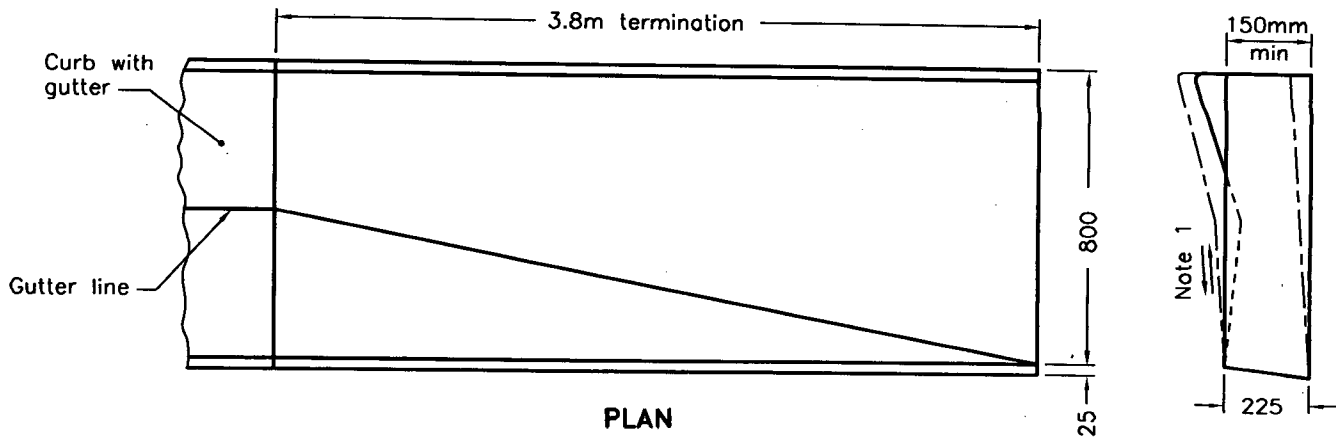 3.8m termination
150mm
min
Curb with
gutter
Gutter line
800
25
Note 1
225
PLAN